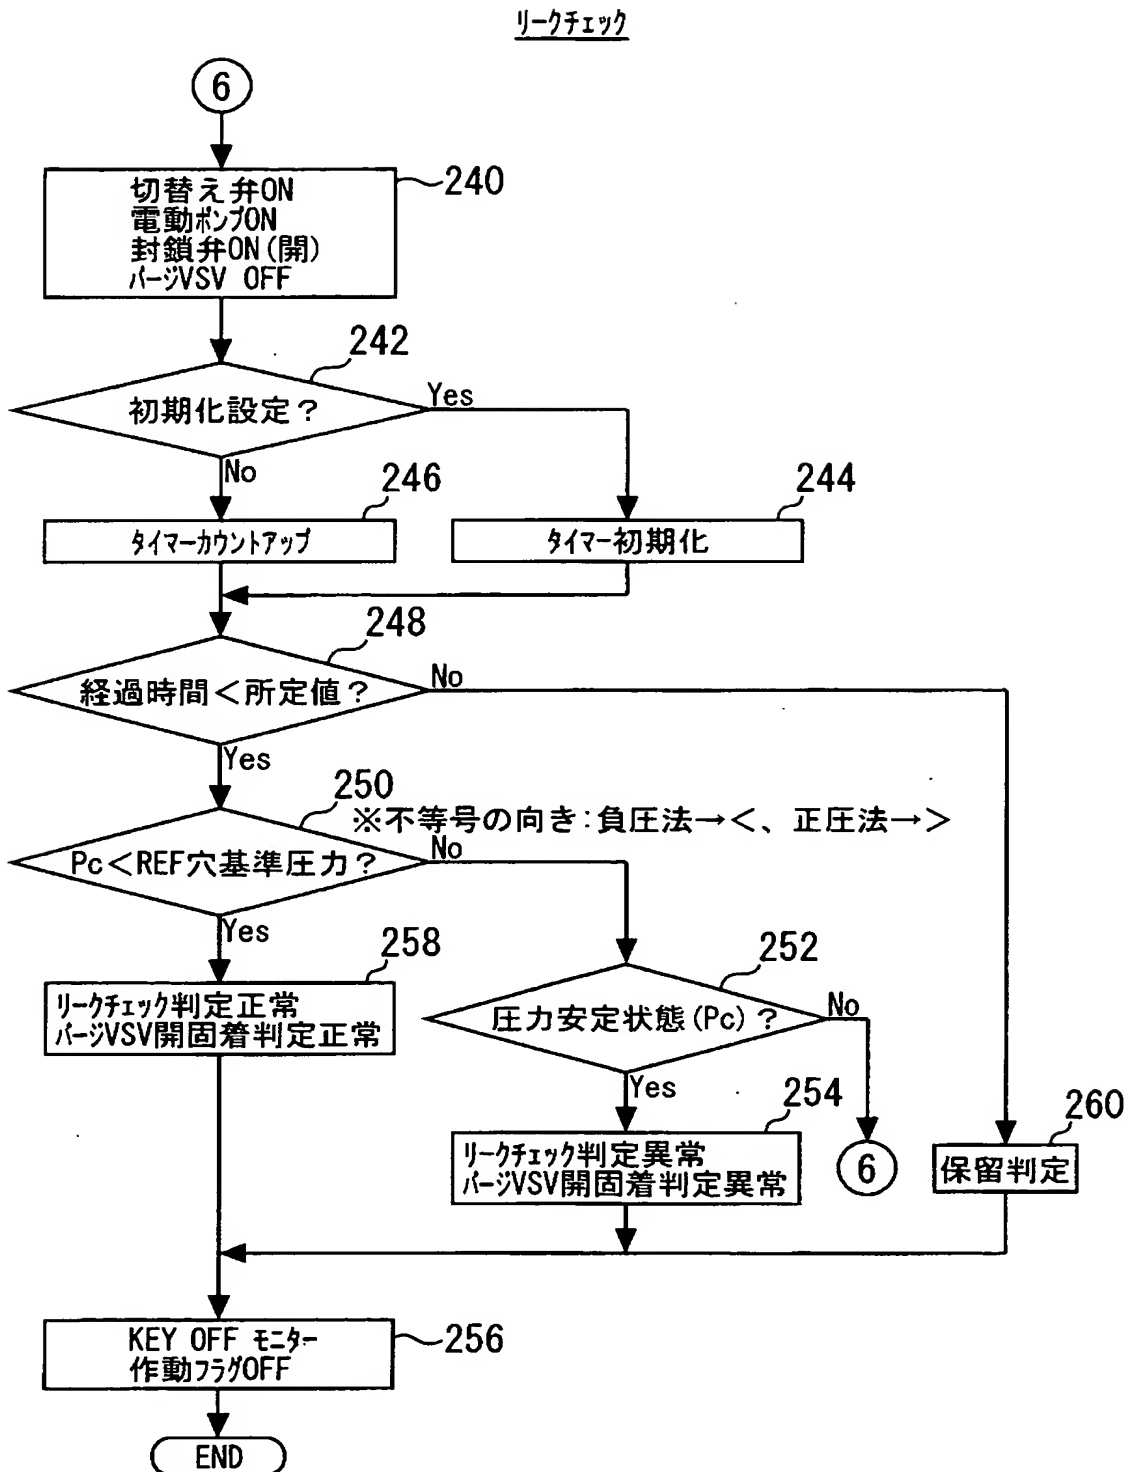 リークチェック
6
切替え弁ON
電動ポンプON
封鎖弁ON(開)
パージVSV OFF
240
242
初期化設定?
Yes
No
246
244
タイマーカウントアップ
タイマー初期化
248
経過時間<所定値?
No
Yes
250
※不等号の向き:負圧法→<、正圧法→>
Pc<REF穴基準圧力?
No
Yes
258
252
リークチェック判定正常
パージVSV開固着判定正常
圧力安定状態(Pc)?
No
Yes
254
260
リークチェック判定異常
パージVSV開固着判定異常
6
保留判定
KEY OFF モニター
作動フラグOFF
256
END